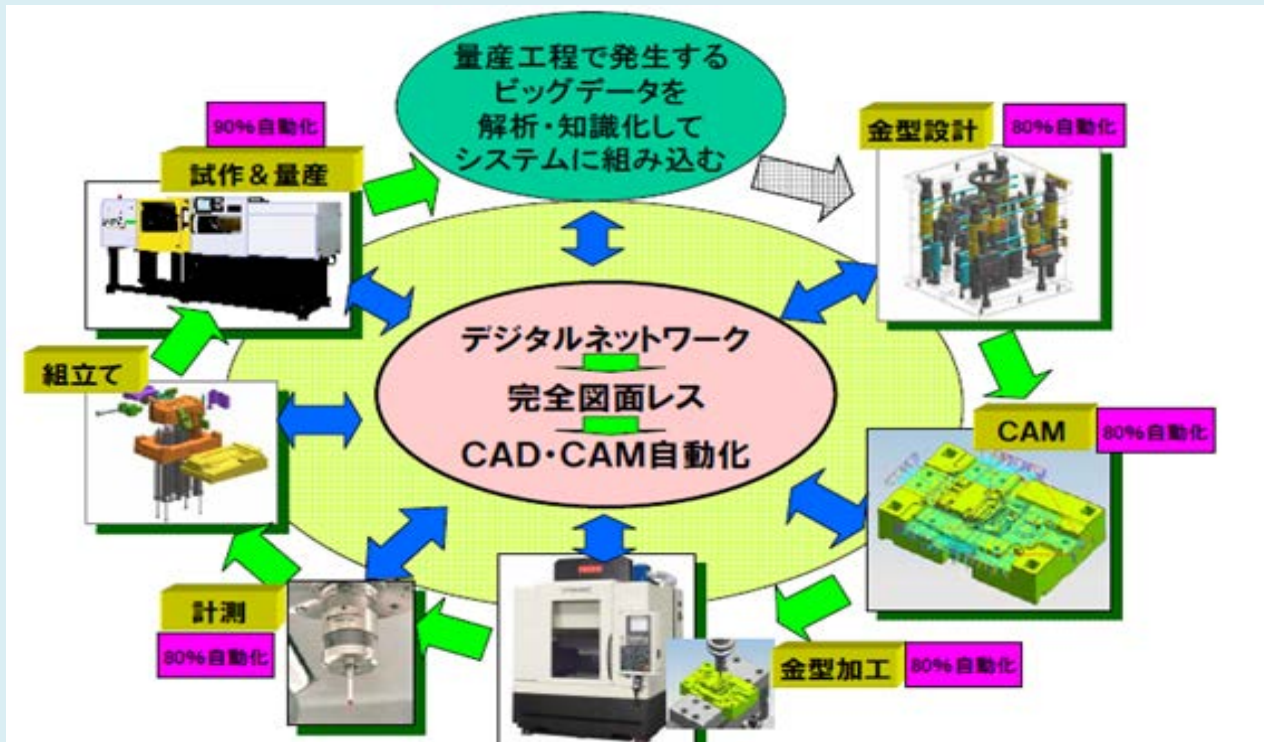 量産工程で発生する
ビッグデータを
解析・知識化して
システムに組み込む
90%自動化
試作&量産
金型設計
80%自動化
デジタルネットワーク
完全図面レス
CAD・CAM自動化
組立て
CAM
80%自動化
計測
80%自動化
金型加工
80%自動化